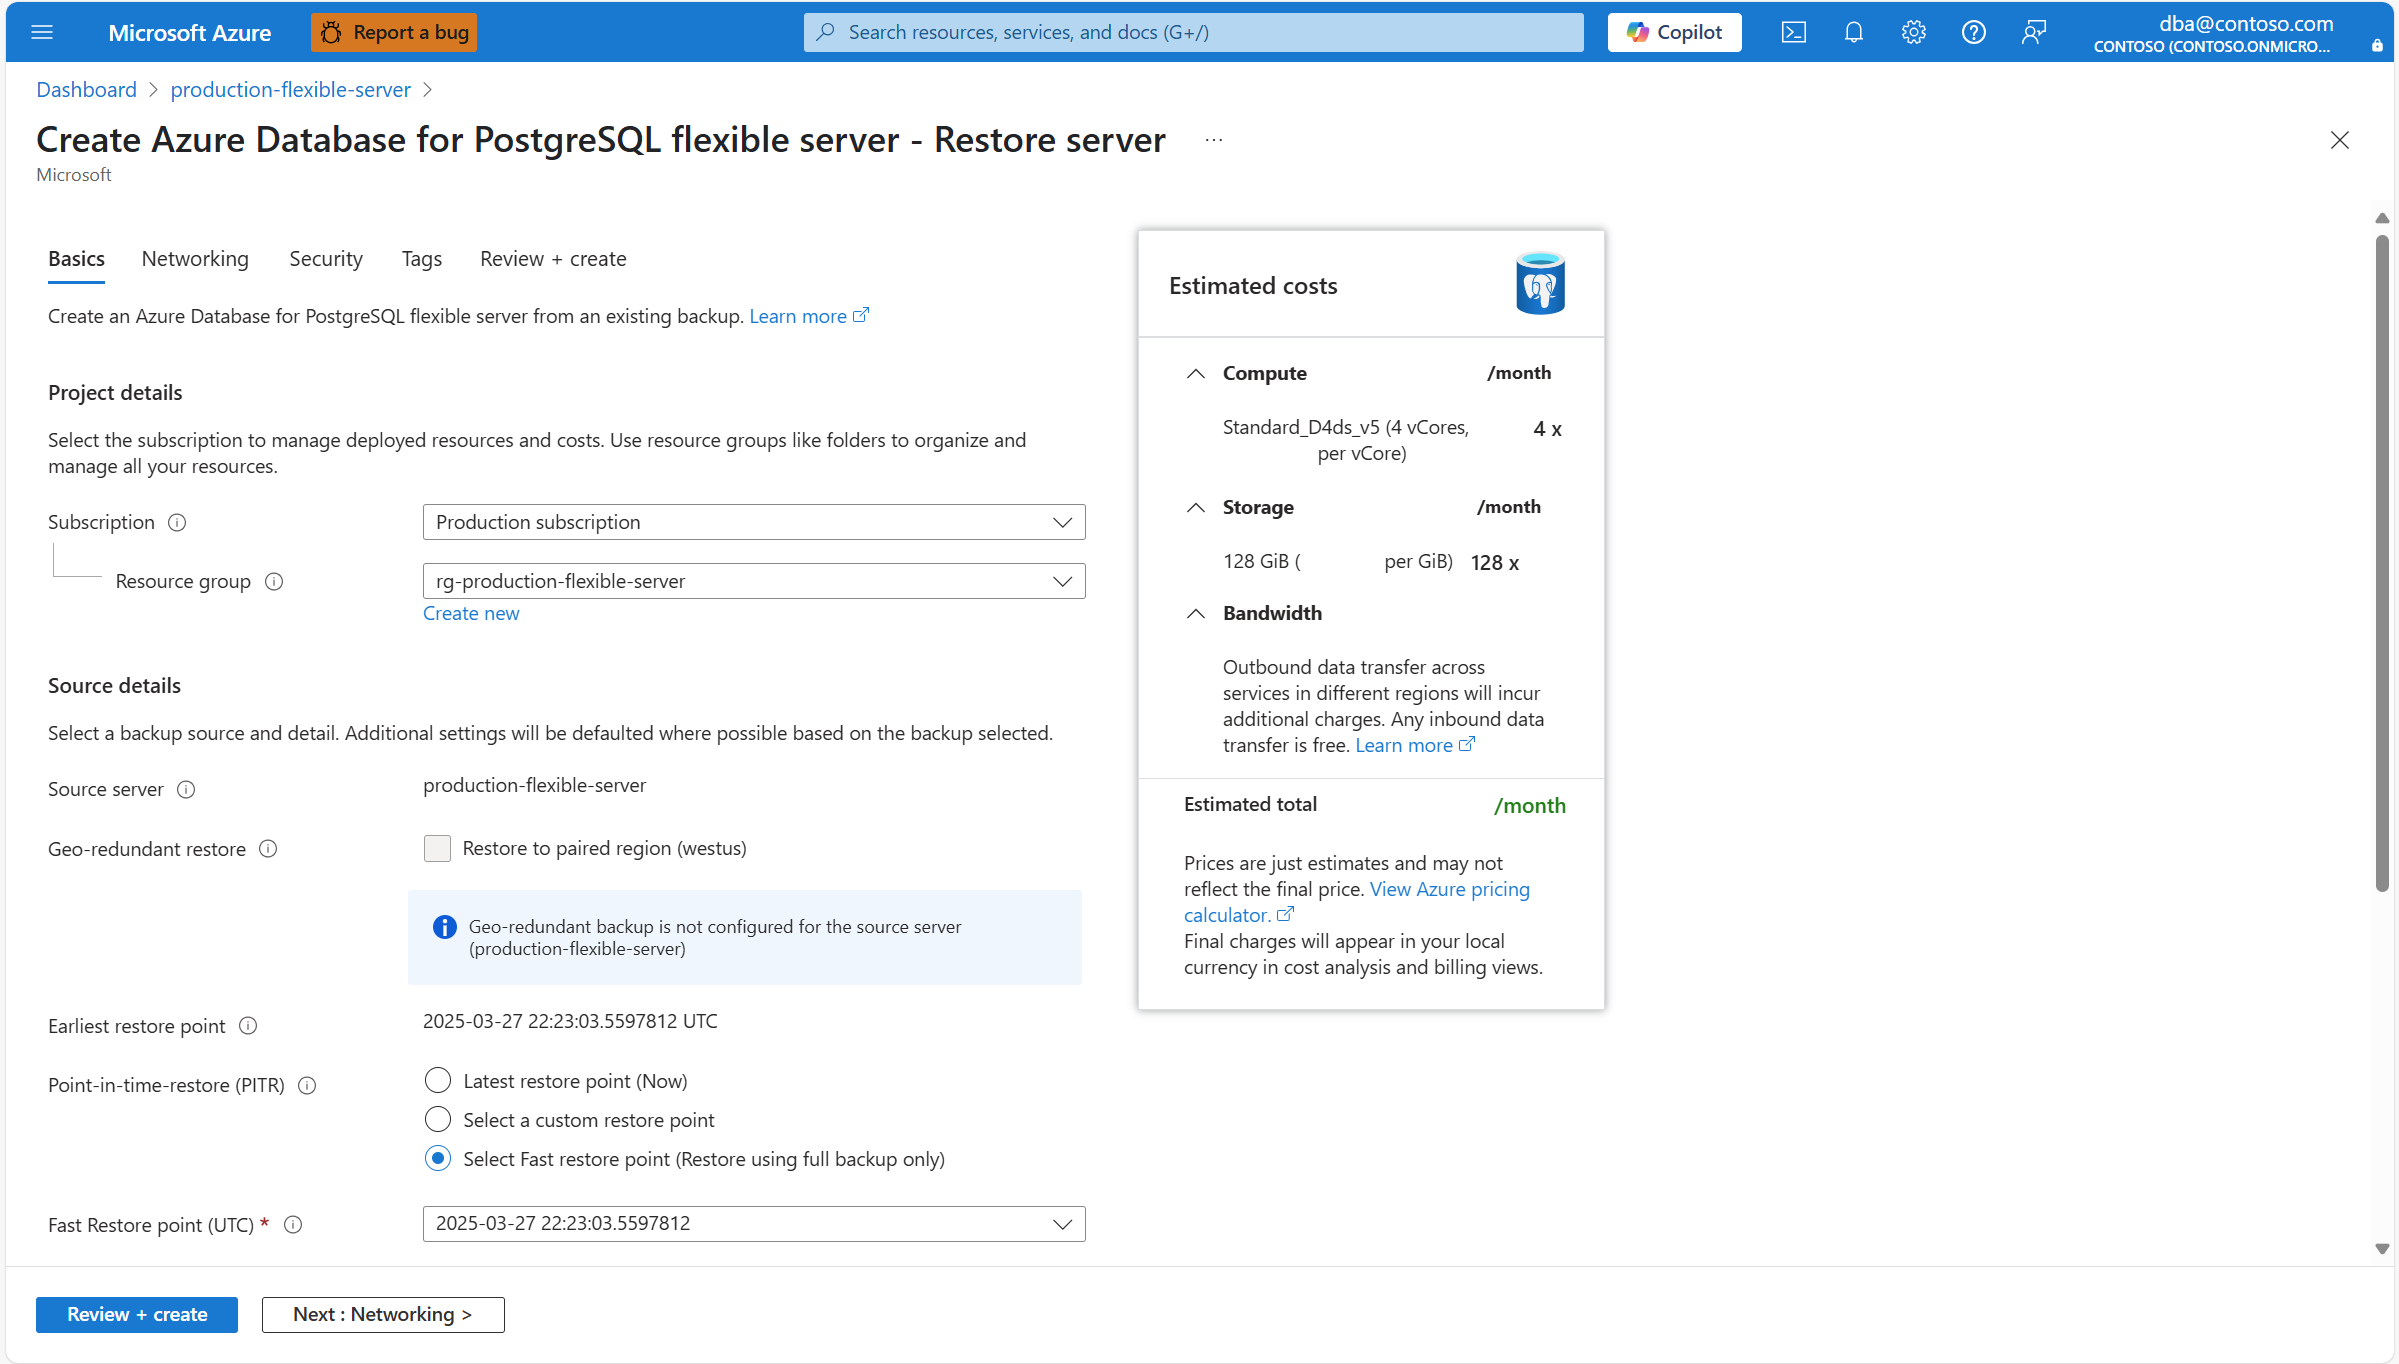 Microsoft Azure
Report a bug
Search resources, services, and docs (G+/)
Copilot
dba@contoso.com
CONTOSO (CONTOSO.ONMICRO...
Dashboard > production-flexible-server >
Create Azure Database for PostgreSQL flexible server - Restore server ...
Microsoft
Basics Networking Security Tags Review + create
Create an Azure Database for PostgreSQL flexible server from an existing backup. Learn more
Project details
Select the subscription to manage deployed resources and costs. Use resource groups like folders to organize and
manage all your resources.
Subscription Production subscription
Resource group rg-production-flexible-server
Create new
Source details
Select a backup source and detail. Additional settings will be defaulted where possible based on the backup selected.
Source server production-flexible-server
Geo-redundant restore Restore to paired region (westus)
Geo-redundant backup is not configured for the source server
(production-flexible-server)
Earliest restore point 2025-03-27 22:23:03.5597812 UTC
Point-in-time-restore (PITR) Latest restore point (Now)
Select a custom restore point
Select Fast restore point (Restore using full backup only)
Fast Restore point (UTC) * 2025-03-27 22:23:03.5597812
Estimated costs
Compute /month
Standard_D4ds_v5 (4 vCores, 4 x
per vCore)
Storage /month
128 GiB ( per GiB) 128 x
Bandwidth
Outbound data transfer across
services in different regions will incur
additional charges. Any inbound data
transfer is free. Learn more
Estimated total /month
Prices are just estimates and may not
reflect the final price. View Azure pricing
calculator.
Final charges will appear in your local
currency in cost analysis and billing views.
Review + create
Next : Networking >